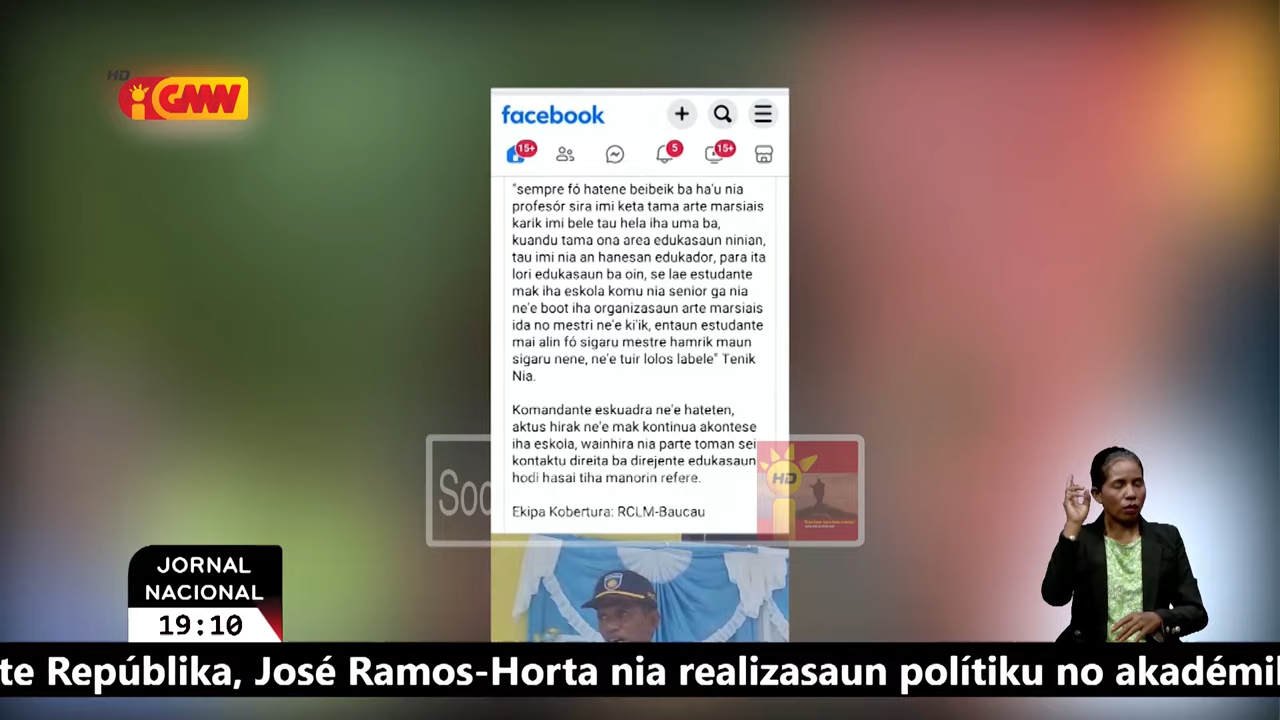 HD
GMN
facebook
15+
5
15+
"sempre fó hatene beibeik ba ha'u nia
profesór sira imi keta tama arte marsiais
karik imi bele tau hela iha uma ba,
kuandu tama ona area edukasaun ninian,
tau imi nia an hanesan edukador, para ita
lori edukasaun ba oin, se lae estudante
mak iha eskola komu nia senior ga nia
ne'e boot iha organizasaun arte marsiais
ida no mestri ne'e ki'ik, entaun estudante
mai alin fó sigaru mestre hamrik maun
sigaru nene, ne'e tuir lolos labele" Tenik
Nia.
Komandante eskuadra ne'e hateten,
aktus hirak ne'e mak kontinua akontese
iha eskola, wainhira nia parte toman sei
kontaktu direita ba direjente edukasaun
hodi hasai tiha manorin refere.
Ekipa Kobertura: RCLM-Baucau
Soc
HD
JORNAL
NACIONAL
19:10
te Repúblika, José Ramos-Horta nia realizasaun polítiku no akadémi